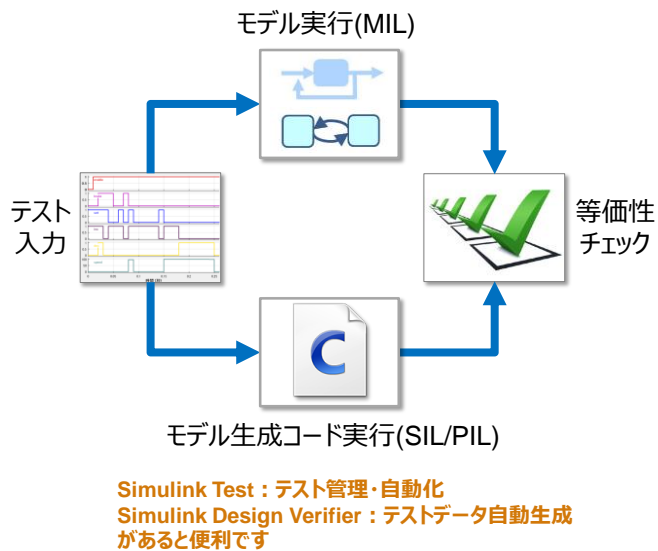 モデル実行(MIL)
テスト
入力
等価性
チェック
C
モデル生成コード実行(SIL/PIL)
Simulink Test：テスト管理・自動化
Simulink Design Verifier：テストデータ自動生成
があると便利です